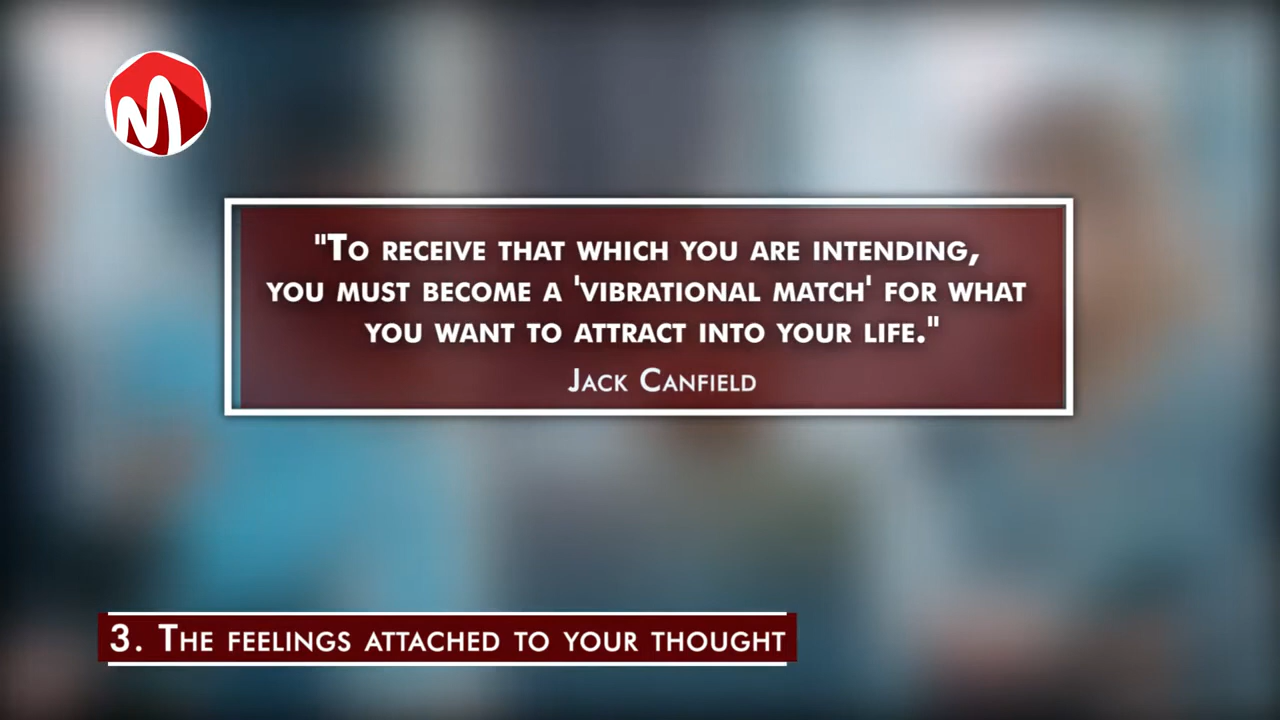 "To receive that which you are intending,
you must become a 'vibrational match' for what
you want to attract into your life."
Jack Canfield
3. The feelings attached to your thought